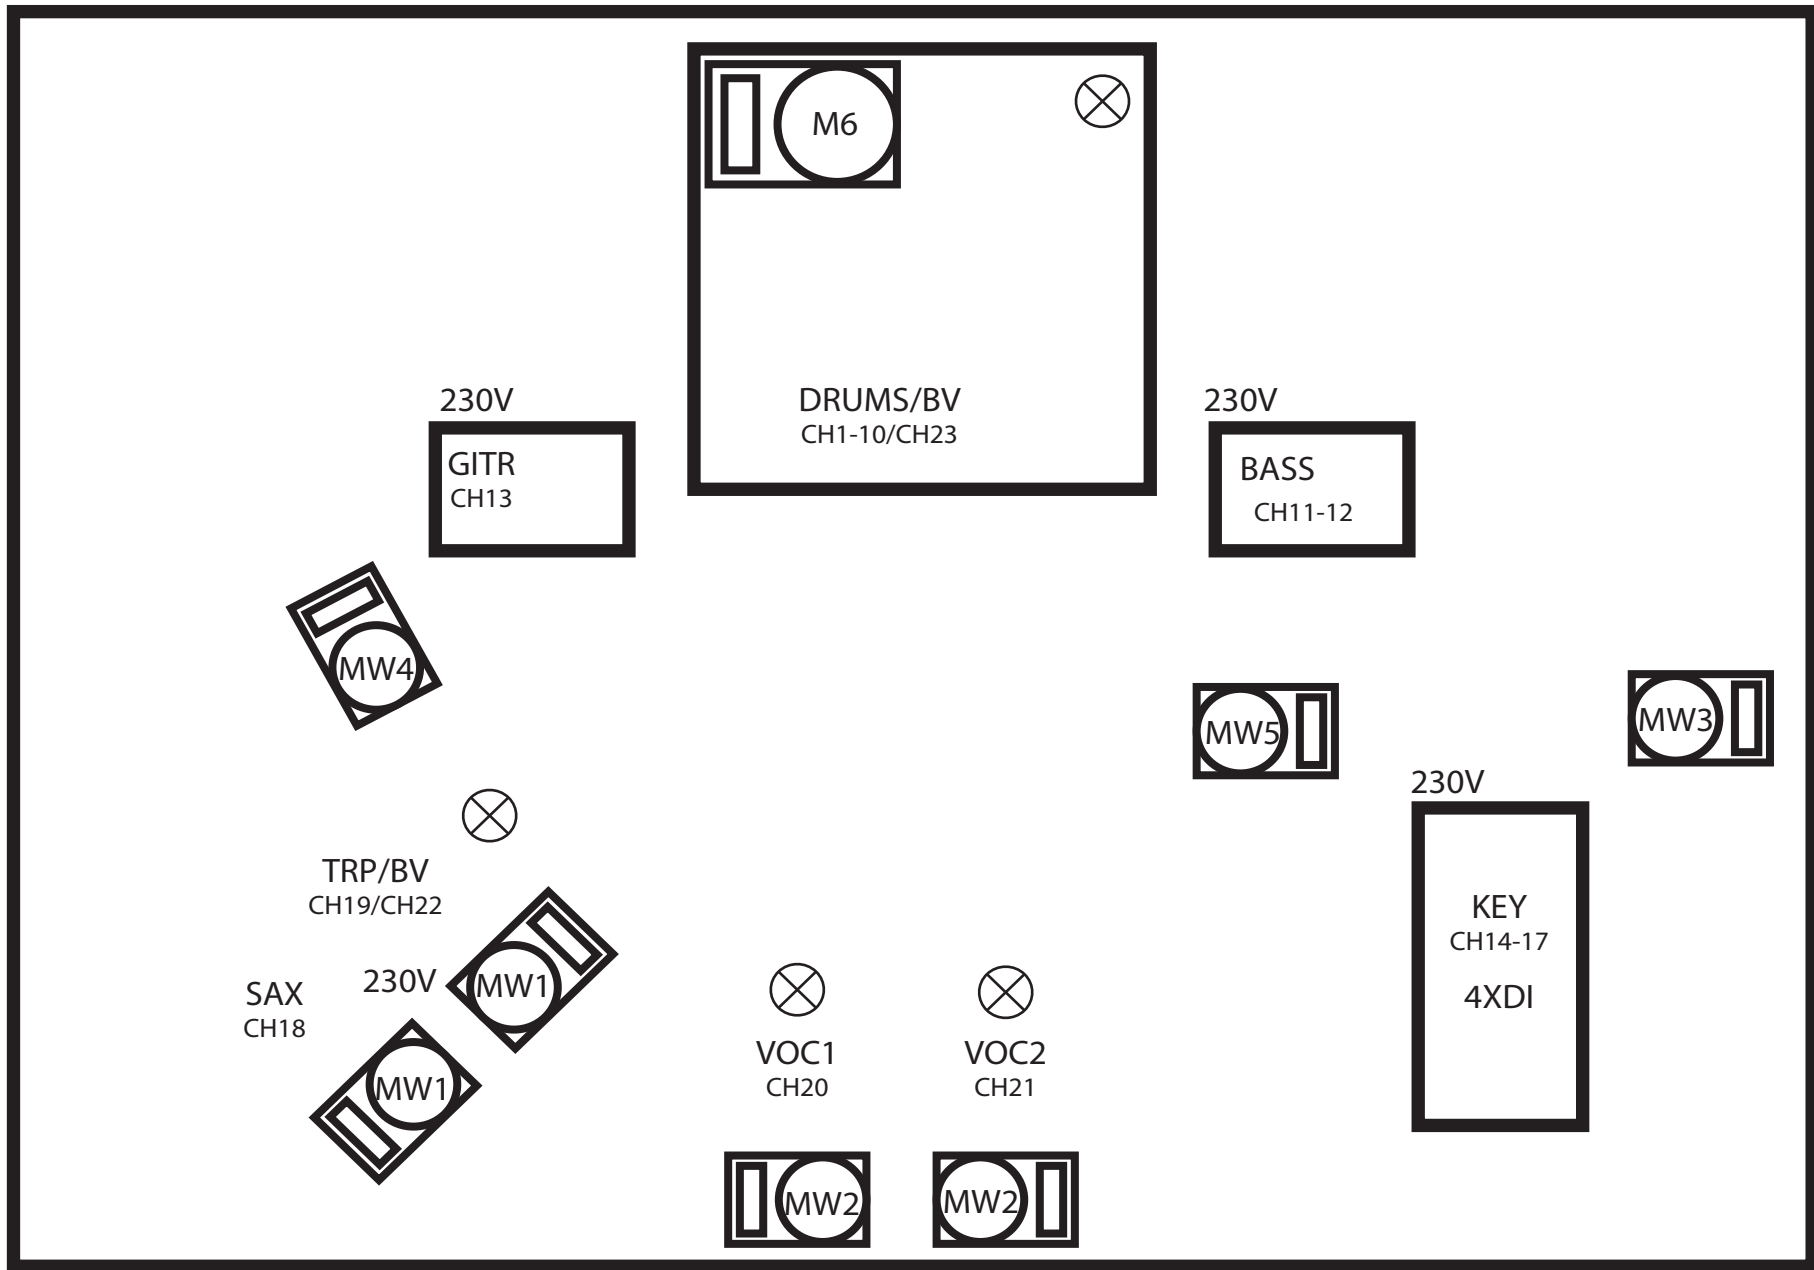 M6
230V
DRUMS/BV
CH1-10/CH23
230V
GITR
CH13
BASS
CH11-12
MW4
MW5
MW3
230V
TRP/BV
CH19/CH22
KEY
CH14-17
4XDI
230V
MW1
SAX
CH18
MW1
VOC1
CH20
VOC2
CH21
MW2
MW2